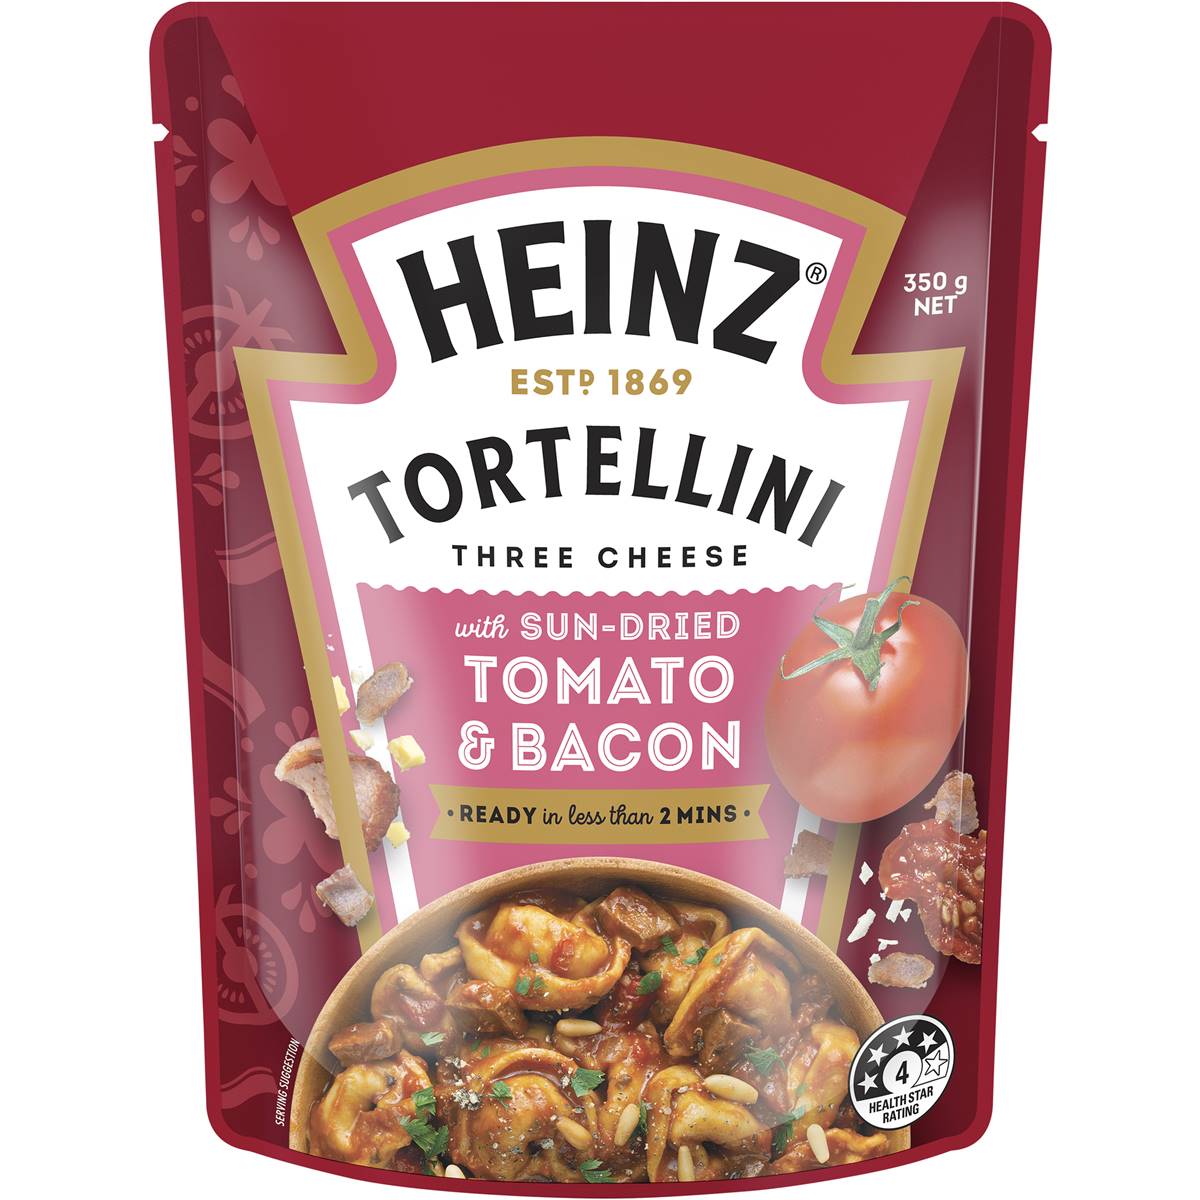 HEINZ®
ESTD 1869
350 g
NET
TORTELLINI
THREE CHEESE
with SUN-DRIED
TOMATO
& BACON
• READY in less than 2 MINS •
SERVING SUGGESTION
4
HEALTH STAR
RATING